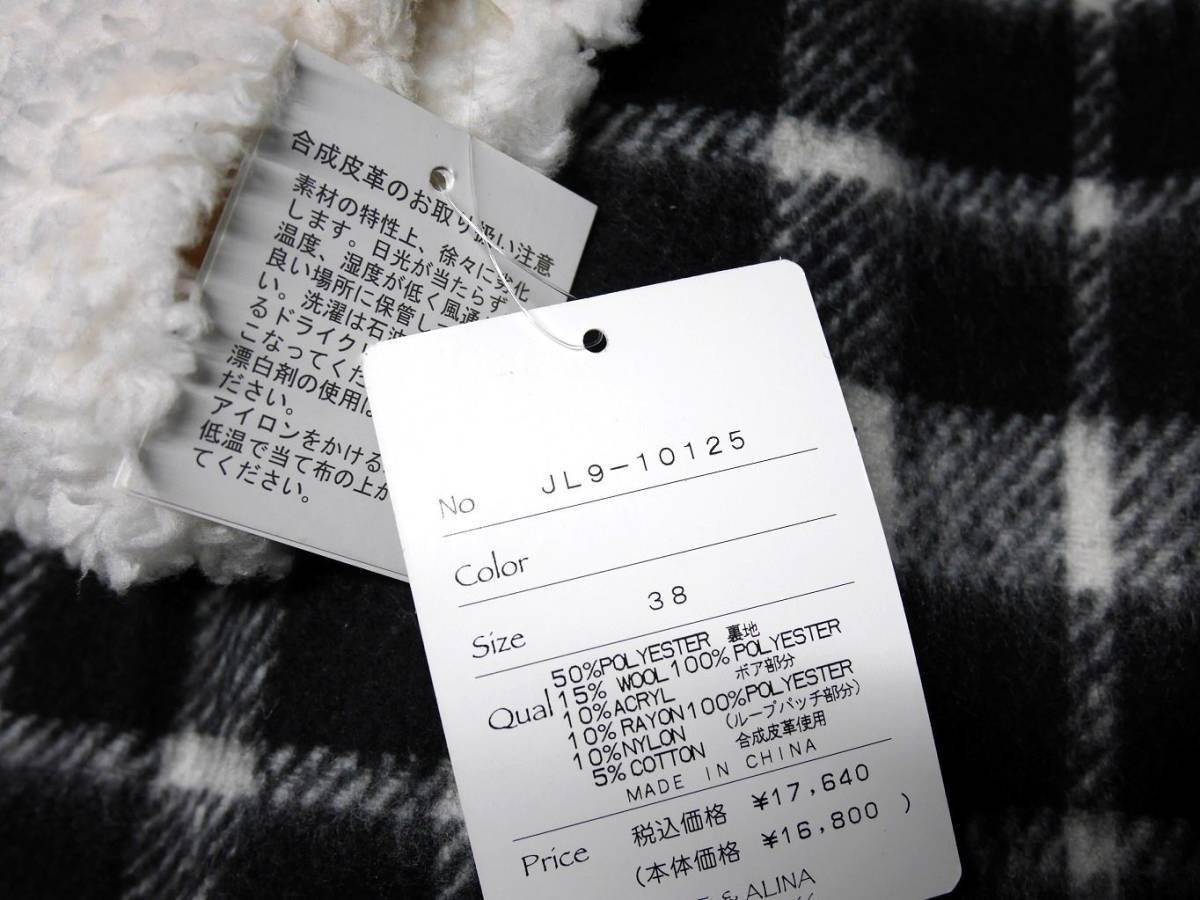 合成皮革のお取り扱い注意
素材の特性上、徐々に劣化
します。日光が当たらず
温度、湿度が低く風通
良い場所に保管し
い。洗濯は石油
るドライク
こなってくだ
漂白剤の使用は
ださい。
アイロンをかける
低温で当て布の上か
てください。
No JL9-10125
Color
Size 38
Qual
50%POLYESTER 裏地
15% WOOL 100%POLYESTER
10%ACRYL ボア部分
10%RAYON 100%POLYESTER
10%NYLON (ループパッチ部分)
5%COTTON 合成皮革使用
MADE IN CHINA
Price 税込価格 ¥17,640
(本体価格 ¥16,800 )
& ALINA